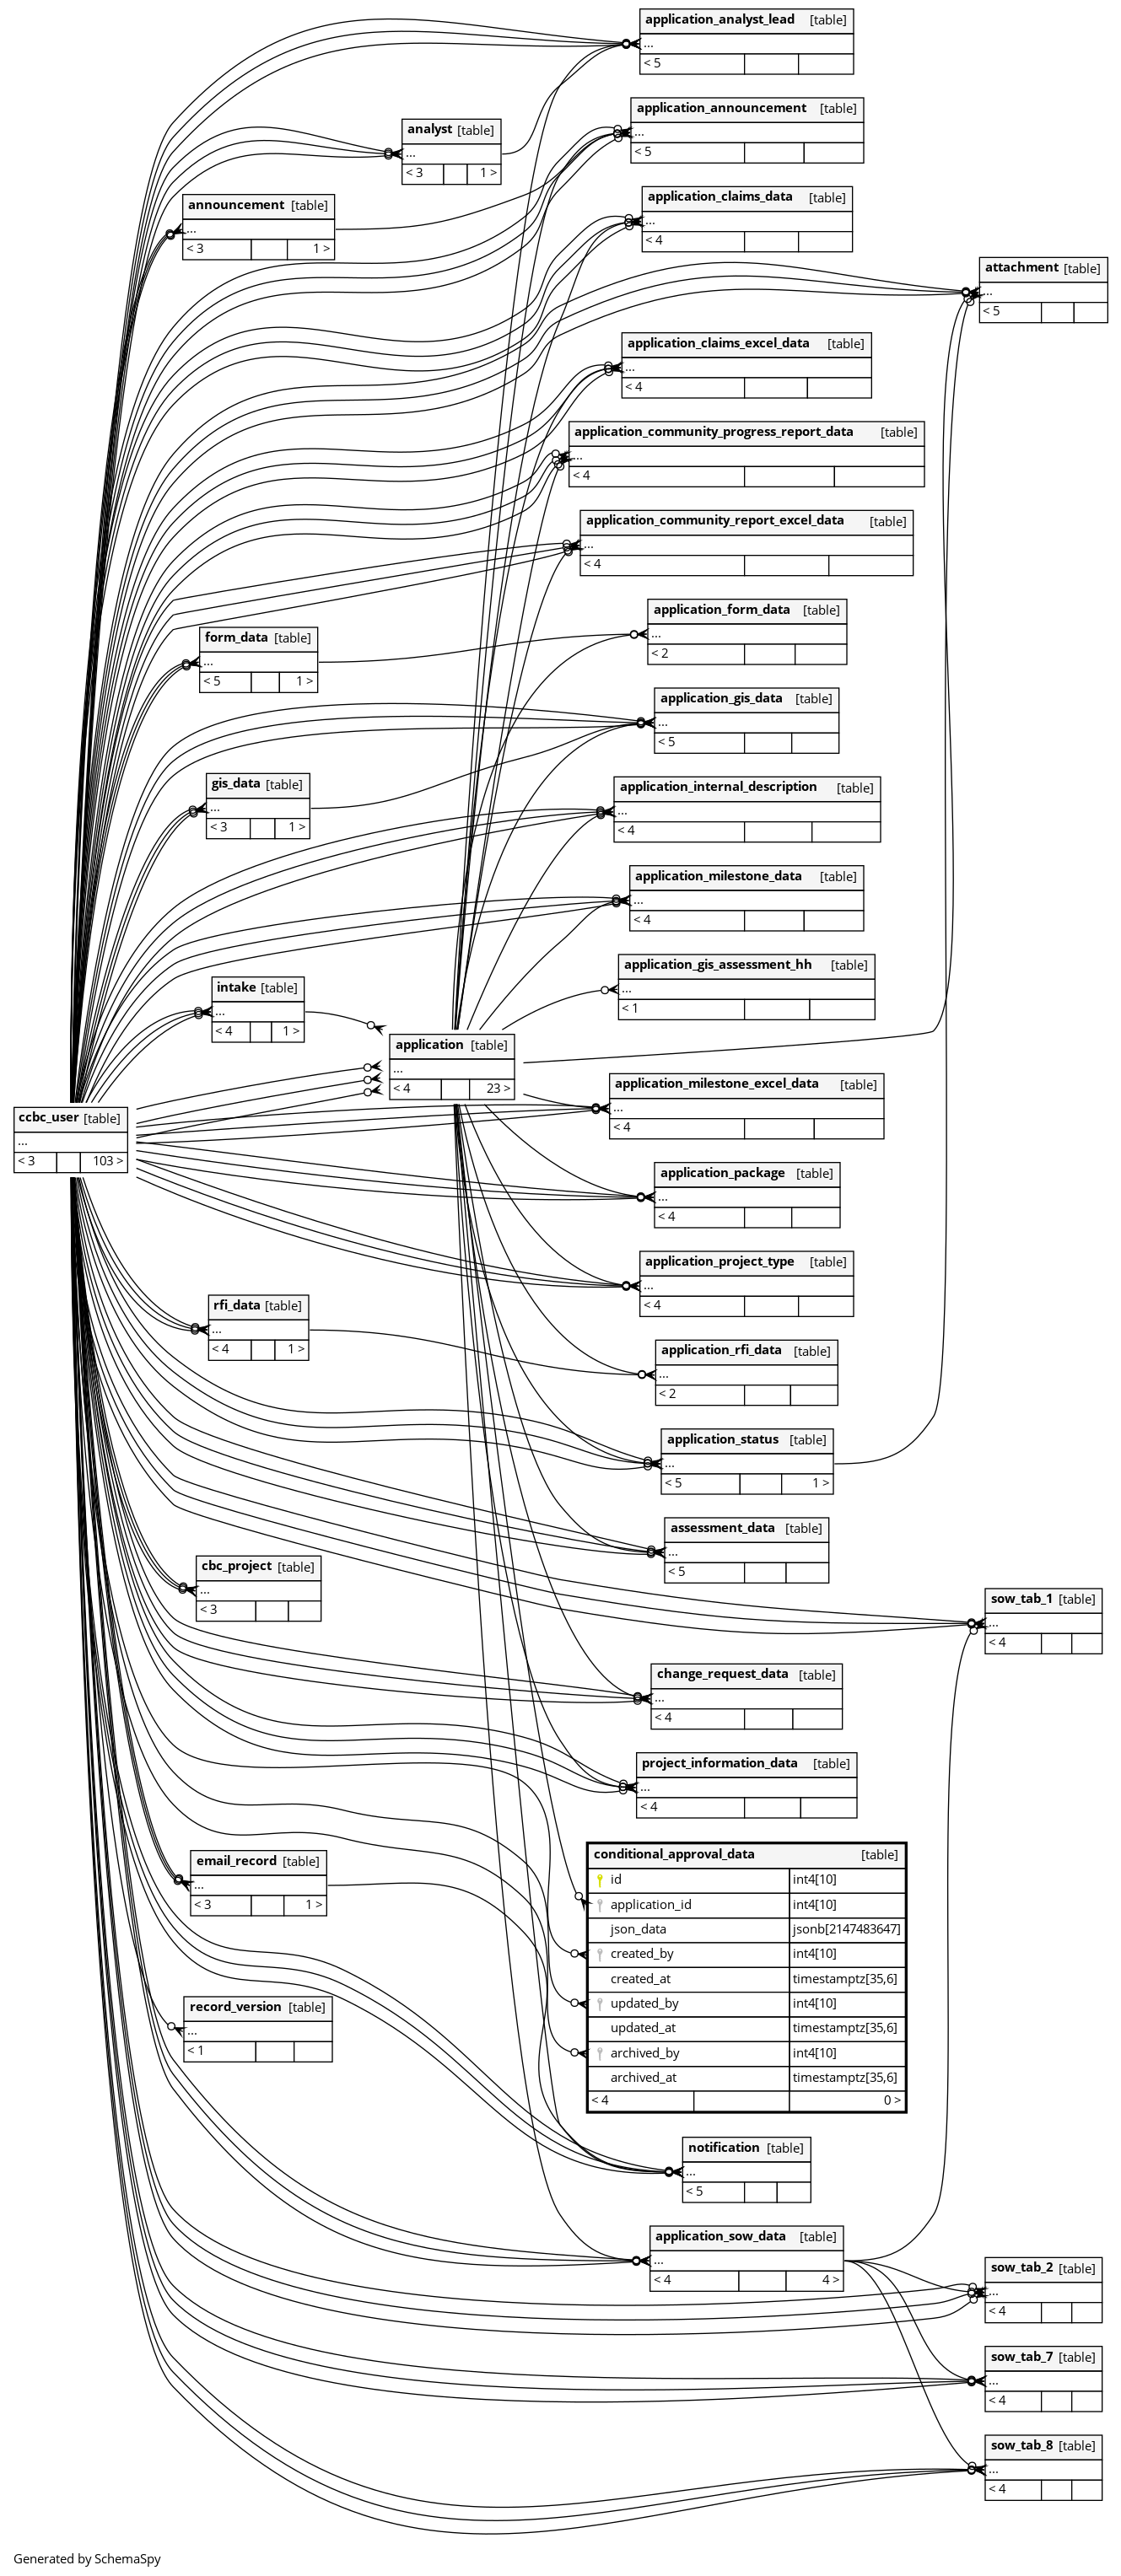 application_analyst_lead [table]
...
< 5
application_announcement [table]
...
< 5
analyst [table]
...
< 3 1 >
application_claims_data [table]
...
< 4
announcement [table]
...
< 3 1 >
attachment [table]
...
< 5
application_claims_excel_data [table]
...
< 4
application_community_progress_report_data [table]
...
< 4
application_community_report_excel_data [table]
...
< 4
application_form_data [table]
...
< 2
form_data [table]
...
< 5 1 >
application_gis_data [table]
...
< 5
gis_data [table]
...
< 3 1 >
application_internal_description [table]
...
< 4
application_milestone_data [table]
...
< 4
application_gis_assessment_hh [table]
...
< 1
intake [table]
...
< 4 1 >
application [table]
...
< 4 23 >
application_milestone_excel_data [table]
...
< 4
ccbc_user [table]
...
< 3 103 >
application_package [table]
...
< 4
application_project_type [table]
...
< 4
rfi_data [table]
...
< 4 1 >
application_rfi_data [table]
...
< 2
application_status [table]
...
< 5 1 >
assessment_data [table]
...
< 5
cbc_project [table]
...
< 3
sow_tab_1 [table]
...
< 4
change_request_data [table]
...
< 4
project_information_data [table]
...
< 4
conditional_approval_data [table]
id int4[10]
application_id int4[10]
json_data jsonb[2147483647]
created_by int4[10]
created_at timestamptz[35,6]
updated_by int4[10]
updated_at timestamptz[35,6]
archived_by int4[10]
archived_at timestamptz[35,6]
< 4 0 >
email_record [table]
...
< 3 1 >
record_version [table]
...
< 1
notification [table]
...
< 5
application_sow_data [table]
...
< 4 4 >
sow_tab_2 [table]
...
< 4
sow_tab_7 [table]
...
< 4
sow_tab_8 [table]
...
< 4
Generated by SchemaSpy